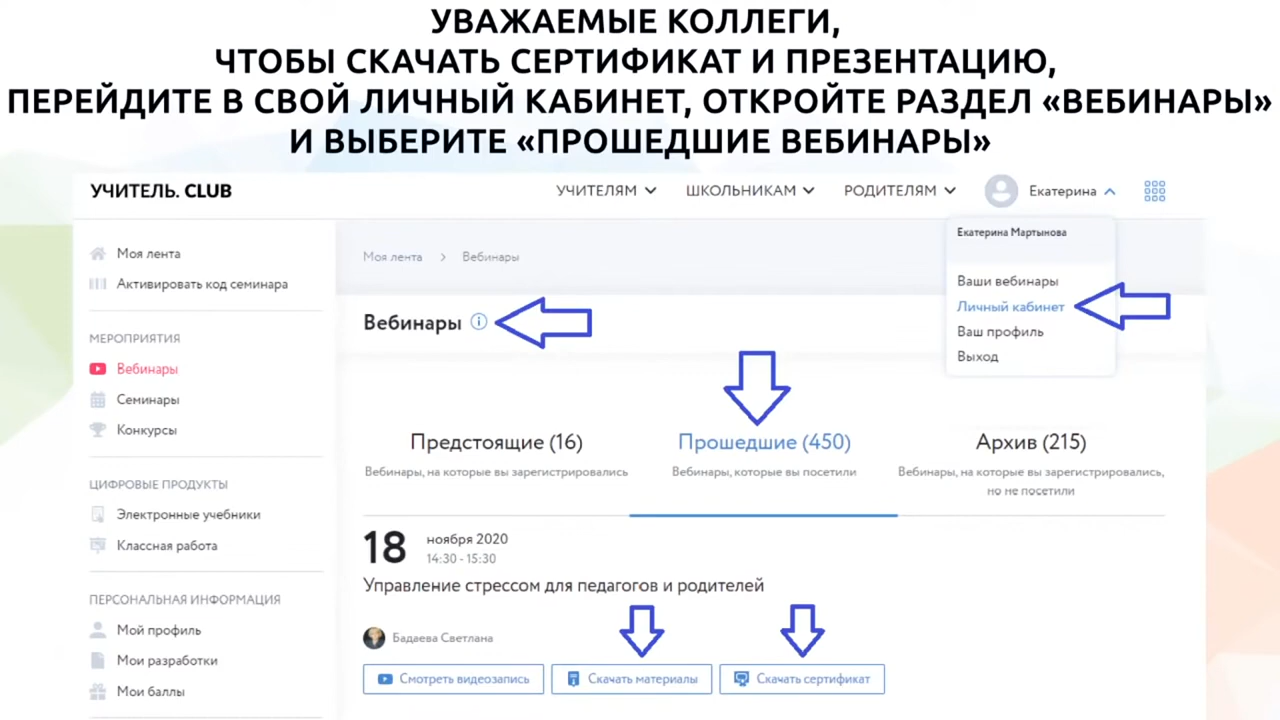 УВАЖАЕМЫЕ КОЛЛЕГИ,
ЧТОБЫ СКАЧАТЬ СЕРТИФИКАТ И ПРЕЗЕНТАЦИЮ,
ПЕРЕЙДИТЕ В СВОЙ ЛИЧНЫЙ КАБИНЕТ, ОТКРОЙТЕ РАЗДЕЛ «ВЕБИНАРЫ»
И ВЫБЕРИТЕ «ПРОШЕДШИЕ ВЕБИНАРЫ»
УЧИТЕЛЬ. CLUB
УЧИТЕЛЯМ
ШКОЛЬНИКАМ
РОДИТЕЛЯМ
Екатерина
Екатерина Мартынова
Ваши вебинары
Личный кабинет
Ваш профиль
Выход
Моя лента
Активировать код семинара
МЕРОПРИЯТИЯ
Вебинары
Семинары
Конкурсы
ЦИФРОВЫЕ ПРОДУКТЫ
Электронные учебники
Классная работа
ПЕРСОНАЛЬНАЯ ИНФОРМАЦИЯ
Мой профиль
Мои разработки
Мои баллы
Моя лента > Вебинары
Вебинары
Предстоящие (16)
Вебинары, на которые вы зарегистрировались
Прошедшие (450)
Вебинары, которые вы посетили
Архив (215)
Вебинары, на которые вы зарегистрировались,
но не посетили
18
ноября 2020
14:30 - 15:30
Управление стрессом для педагогов и родителей
Бадаева Светлана
Смотреть видеозапись
Скачать материалы
Скачать сертификат